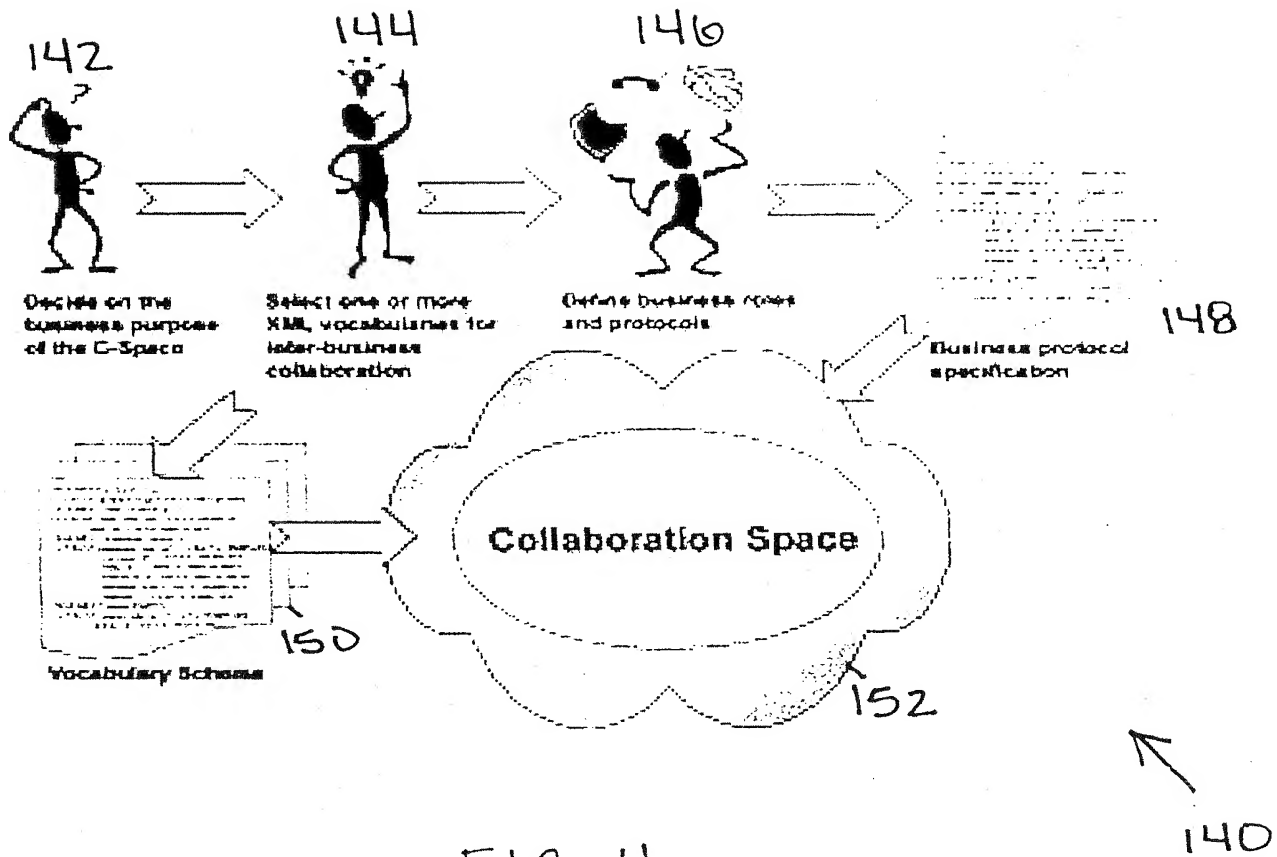 142
144
146
Decide on the
business purpose
of the C-Space
Select one or more
XML vocabularies for
inter-business
collaboration
Define business roles
and protocols
148
Business protocol
specification
Collaboration Space
150
Vocabulary Schema
152
140